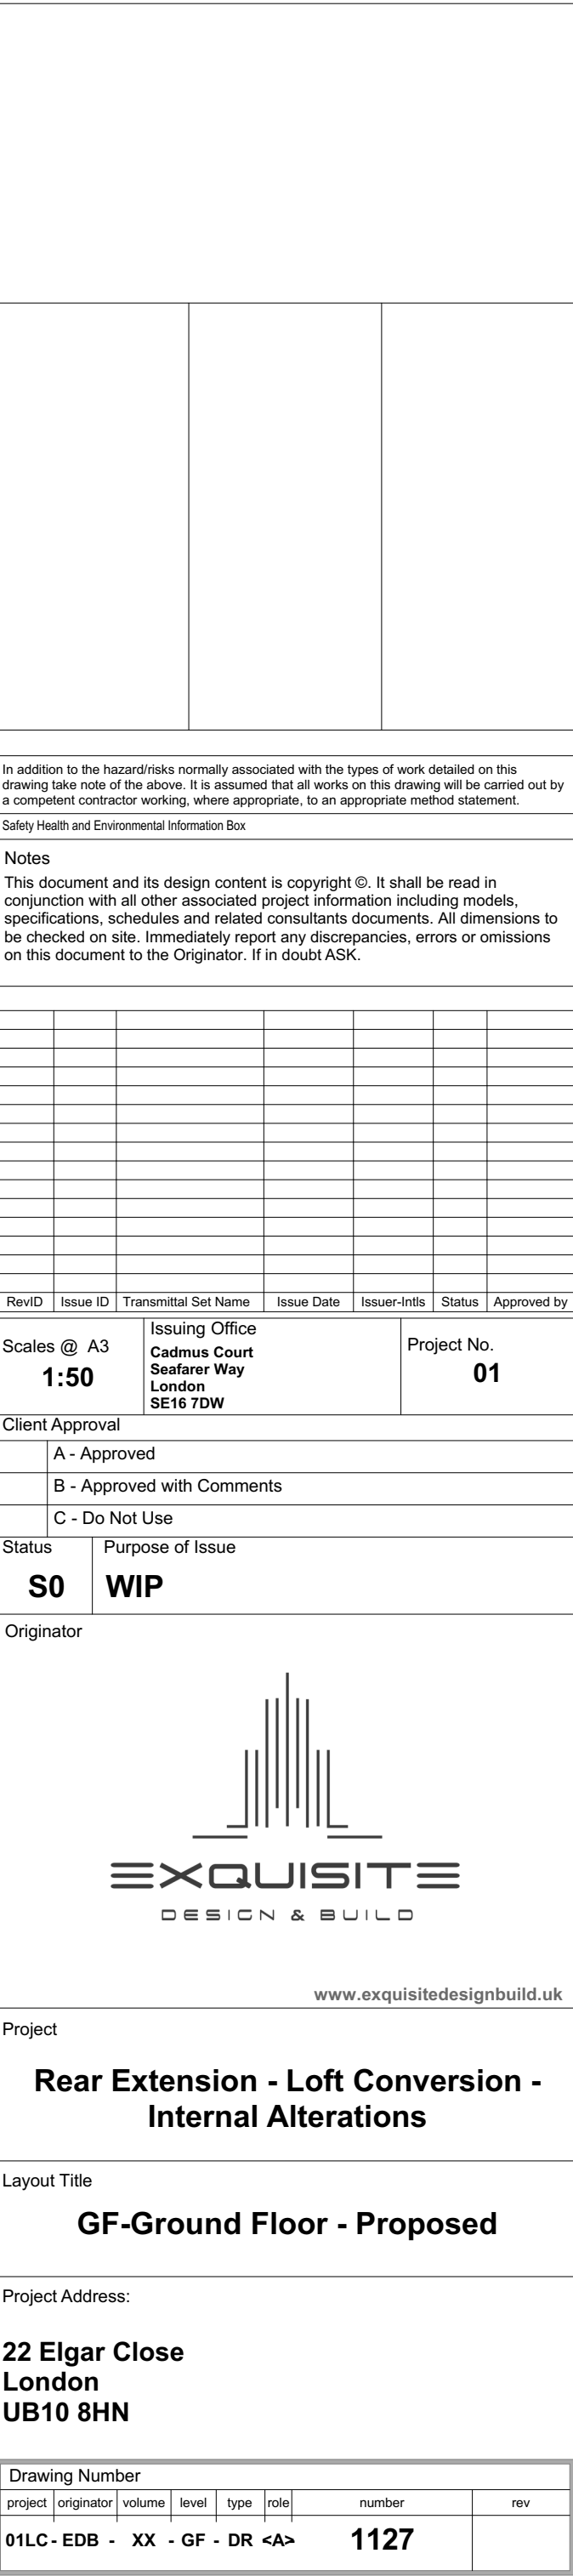 In addition to the hazard/risks normally associated with the types of work detailed on this
drawing take note of the above. It is assumed that all works on this drawing will be carried out by
a competent contractor working, where appropriate, to an appropriate method statement.
Safety Health and Environmental Information Box
Notes
This document and its design content is copyright ©. It shall be read in
conjunction with all other associated project information including models,
specifications, schedules and related consultants documents. All dimensions to
be checked on site. Immediately report any discrepancies, errors or omissions
on this document to the Originator. If in doubt ASK.
RevID Issue ID Transmittal Set Name Issue Date Issuer-Intls Status Approved by
Scales @ A3
1:50
Issuing Office
Cadmus Court
Seafarer Way
London
SE16 7DW
Project No.
01
Client Approval
A - Approved
B - Approved with Comments
C - Do Not Use
Status
S0
Purpose of Issue
WIP
Originator
EXQUISITE
DESIGN & BUILD
www.exquisitedesignbuild.uk
Project
Rear Extension - Loft Conversion -
Internal Alterations
Layout Title
GF-Ground Floor - Proposed
Project Address:
22 Elgar Close
London
UB10 8HN
Drawing Number
project originator volume level type role number rev
01LC - EDB - XX - GF - DR <A> 1127